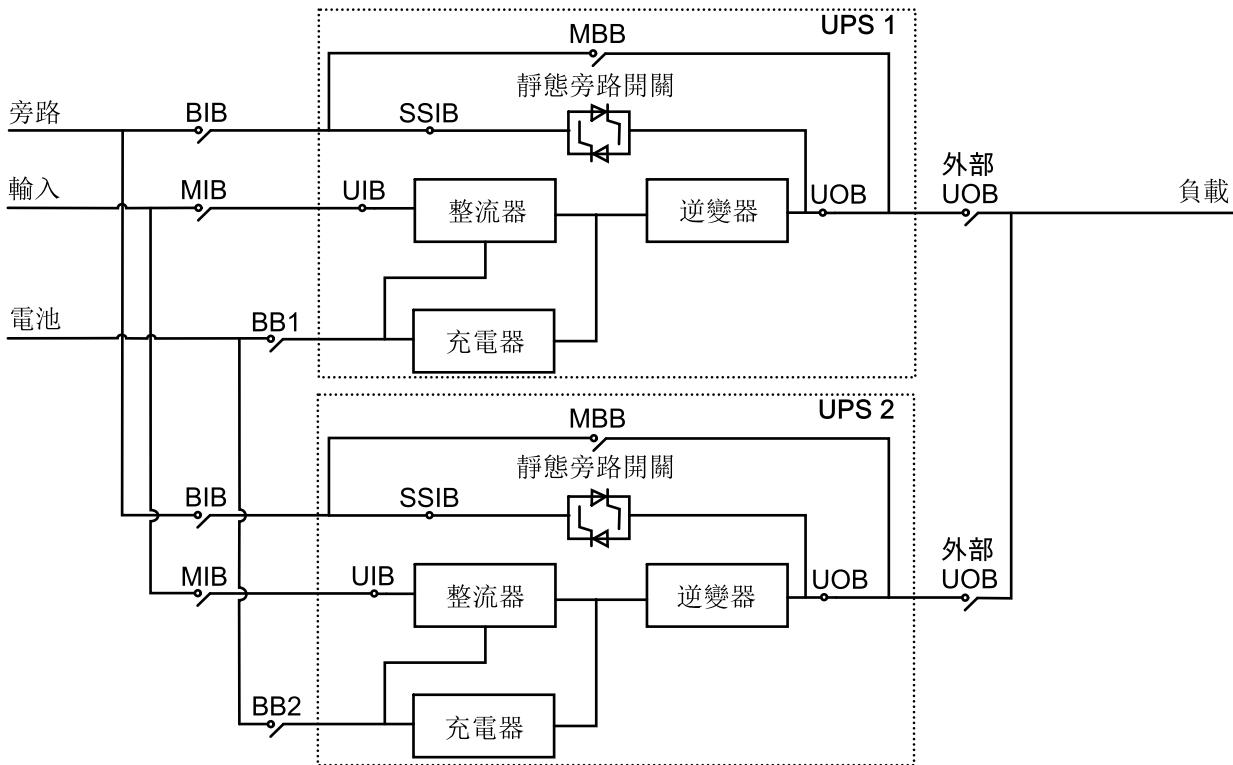 UPS 1
MBB
靜態旁路開關
旁路
BIB
SSIB
輸入
MIB
UIB
整流器
逆變器
UOB
外部
UOB
負載
電池
BB1
充電器
UPS 2
MBB
靜態旁路開關
BIB
SSIB
MIB
UIB
整流器
逆變器
UOB
外部
UOB
BB2
充電器